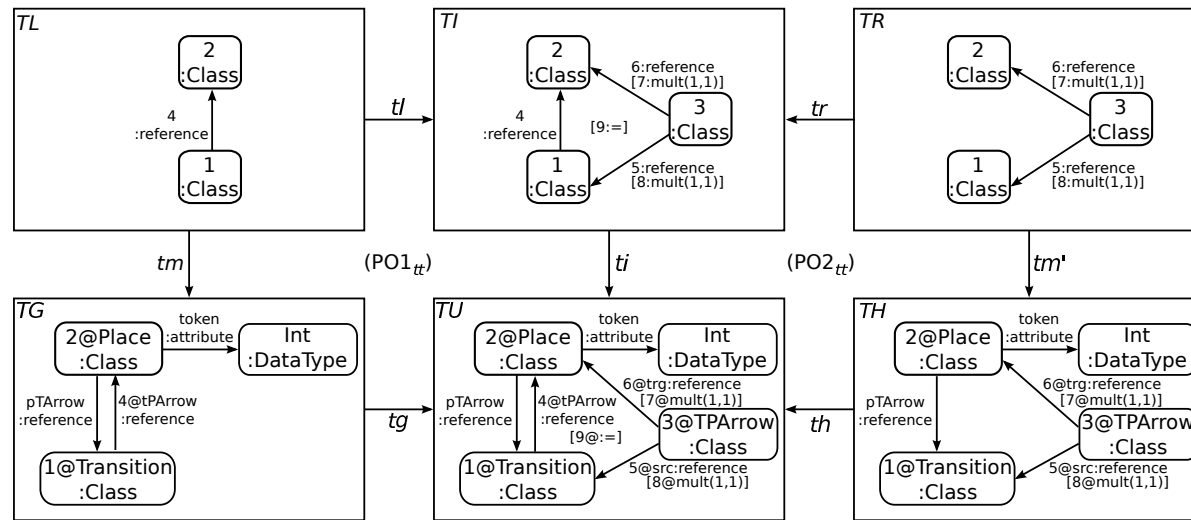 TL
2
:Class
4
:reference
1
:Class
tl
TI
2
:Class
6:reference
[7:mult(1,1)]
4
:reference
[9:=]
3
:Class
1
:Class
5:reference
[8:mult(1,1)]
tr
TR
2
:Class
6:reference
[7:mult(1,1)]
3
:Class
1
:Class
5:reference
[8:mult(1,1)]
tm
(PO1tt)
ti
(PO2tt)
tm'
TG
2@Place
:Class
token
:attribute
Int
:DataType
pTArrow
:reference
4@tPArrow
:reference
1@Transition
:Class
tg
TU
2@Place
:Class
token
:attribute
Int
:DataType
6@trg:reference
[7@mult(1,1)]
pTArrow
:reference
4@tPArrow
:reference
[9@:=]
3@TPArrow
:Class
1@Transition
:Class
5@src:reference
[8@mult(1,1)]
th
TH
2@Place
:Class
token
:attribute
Int
:DataType
6@trg:reference
[7@mult(1,1)]
pTArrow
:reference
3@TPArrow
:Class
1@Transition
:Class
5@src:reference
[8@mult(1,1)]